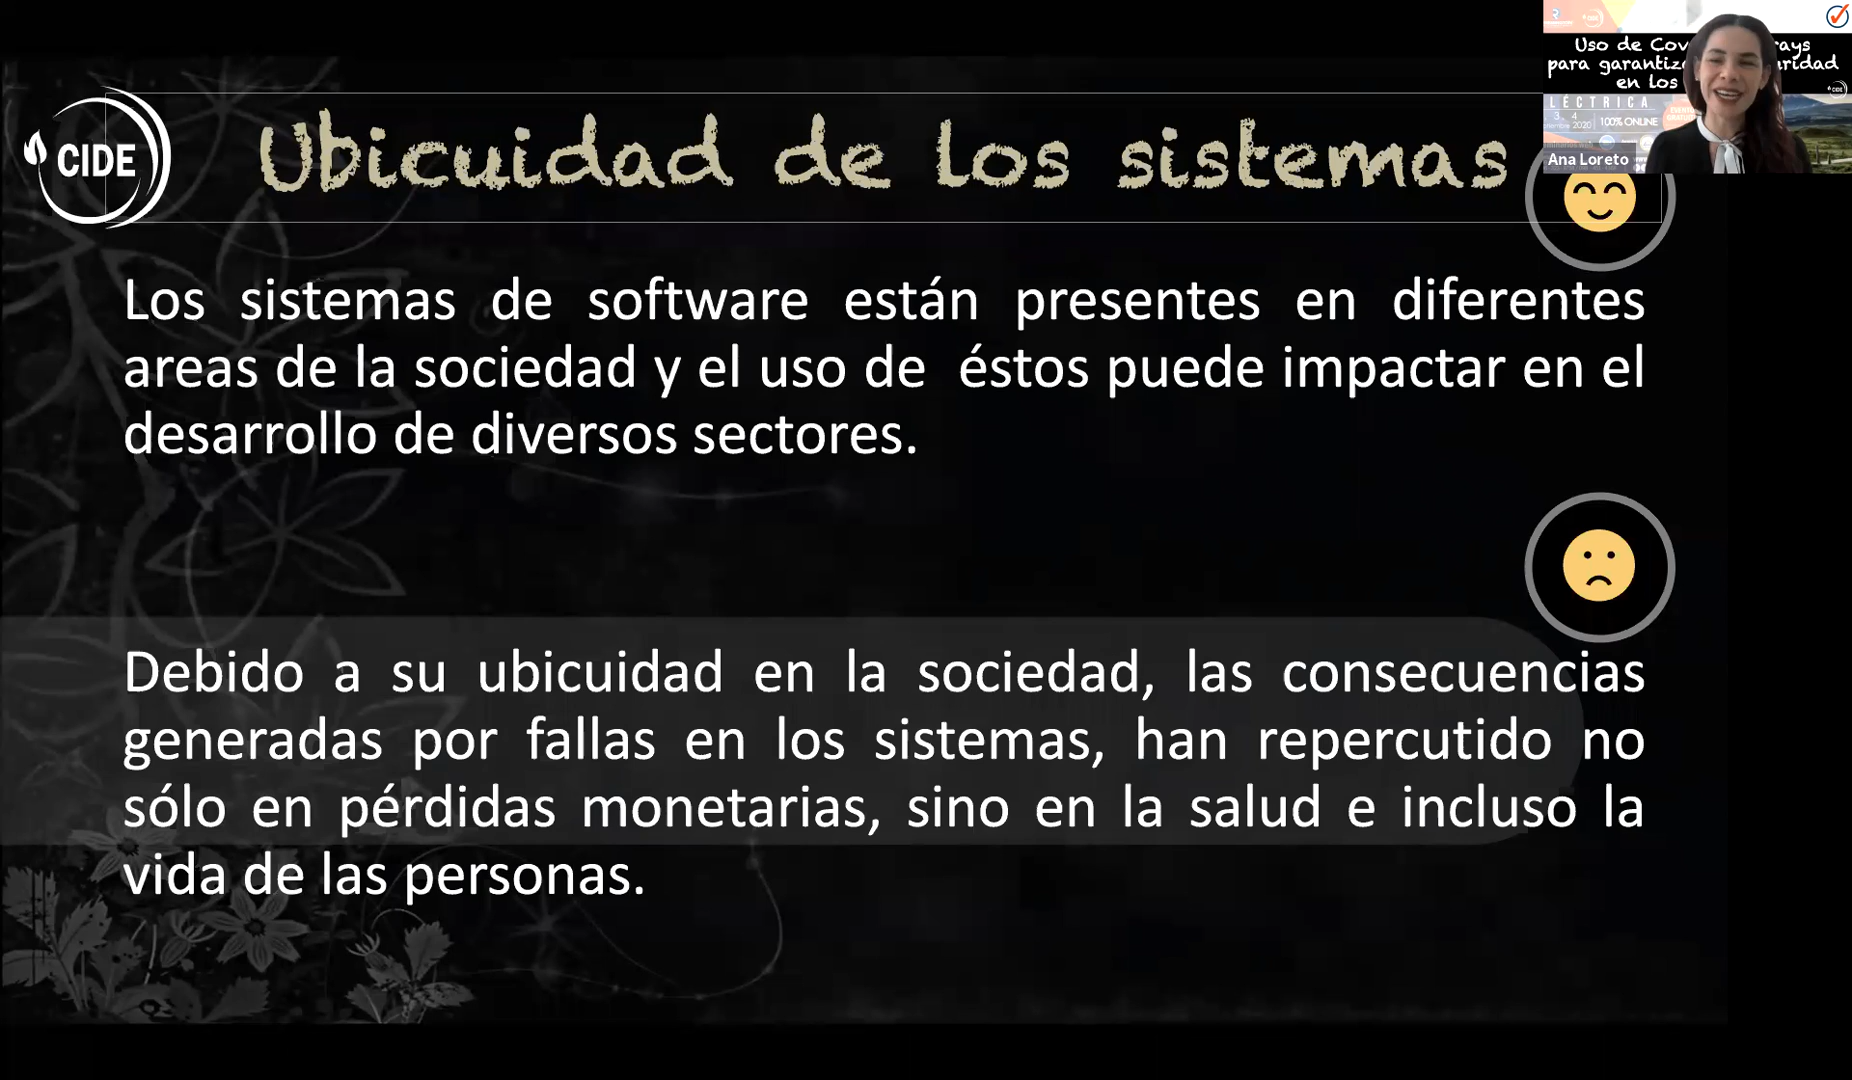 CIDE
Ubicuidad de los sistemas
Los sistemas de software están presentes en diferentes
areas de la sociedad y el uso de éstos puede impactar en el
desarrollo de diversos sectores.
Debido a su ubicuidad en la sociedad, las consecuencias
generadas por fallas en los sistemas, han repercutido no
sólo en pérdidas monetarias, sino en la salud e incluso la
vida de las personas.
Uso de
para
en los
100% ONLINE
Ana Loreto